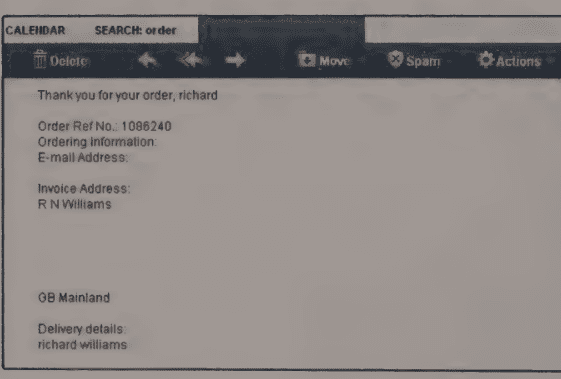 CALENDAR SEARCH: order
Delete Move Spam Actions
Thank you for your order, richard
Order Ref No.: 1086240
Ordering Information:
E-mail Address:
Invoice Address:
R N Williams
GB Mainland
Delivery details:
richard williams